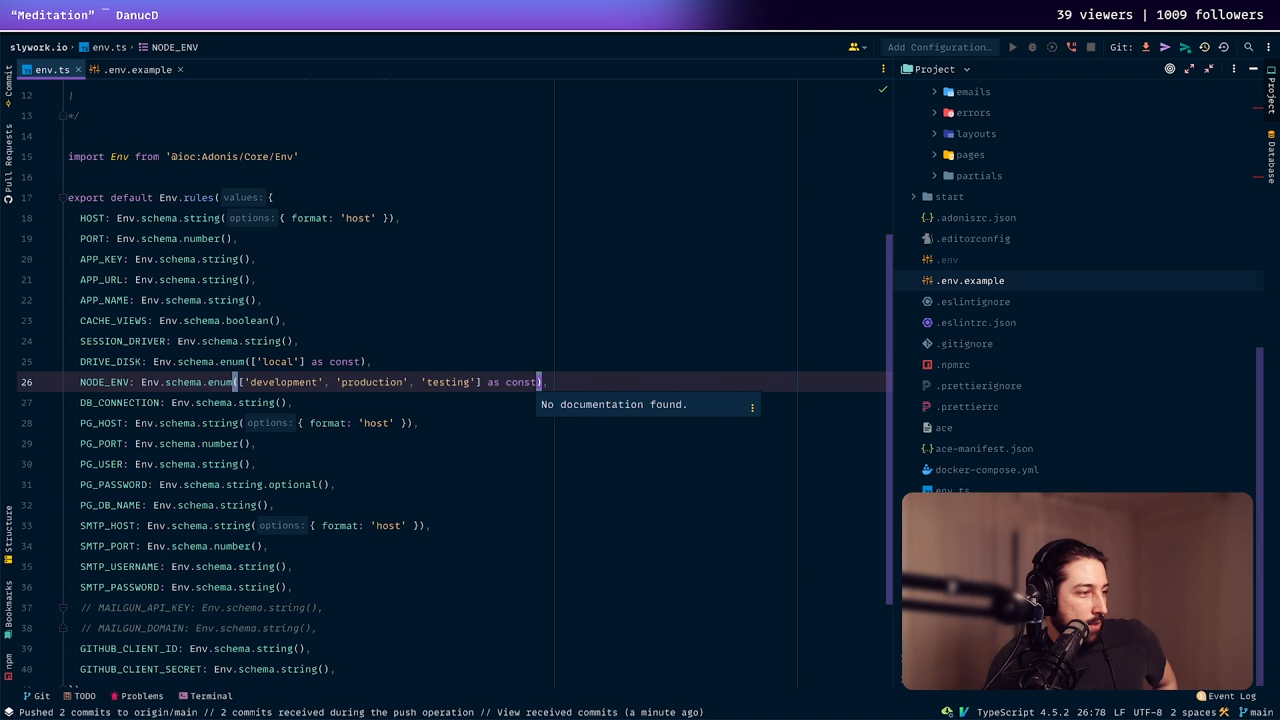 “Meditation” — DanucD
39 viewers | 1009 followers
slywork.io › env.ts › NODE_ENV
Add Configuration...
Git:
env.ts
.env.example
Project
12 |
13 */
14
15 import Env from '@ioc:Adonis/Core/Env'
16
17 export default Env.rules( values: {
18 HOST: Env.schema.string( options: { format: 'host' }),
19 PORT: Env.schema.number(),
20 APP_KEY: Env.schema.string(),
21 APP_URL: Env.schema.string(),
22 APP_NAME: Env.schema.string(),
23 CACHE_VIEWS: Env.schema.boolean(),
24 SESSION_DRIVER: Env.schema.string(),
25 DRIVE_DISK: Env.schema.enum(['local'] as const),
26 NODE_ENV: Env.schema.enum(['development', 'production', 'testing'] as const),
No documentation found.
27 DB_CONNECTION: Env.schema.string(),
28 PG_HOST: Env.schema.string( options: { format: 'host' }),
29 PG_PORT: Env.schema.number(),
30 PG_USER: Env.schema.string(),
31 PG_PASSWORD: Env.schema.string.optional(),
32 PG_DB_NAME: Env.schema.string(),
33 SMTP_HOST: Env.schema.string( options: { format: 'host' }),
34 SMTP_PORT: Env.schema.number(),
35 SMTP_USERNAME: Env.schema.string(),
36 SMTP_PASSWORD: Env.schema.string(),
37 // MAILGUN_API_KEY: Env.schema.string(),
38 // MAILGUN_DOMAIN: Env.schema.string(),
39 GITHUB_CLIENT_ID: Env.schema.string(),
40 GITHUB_CLIENT_SECRET: Env.schema.string(),
emails
errors
layouts
pages
partials
start
.adonisrc.json
.editorconfig
.env
.env.example
.eslintignore
.eslintrc.json
.gitignore
.npmrc
.prettierignore
.prettierrc
ace
ace-manifest.json
docker-compose.yml
env.ts
Commit
Pull Requests
Structure
Bookmarks
npm
Project
Database
Git
TODO
Problems
Terminal
Event Log
Pushed 2 commits to origin/main // 2 commits received during the push operation // View received commits (a minute ago)
TypeScript 4.5.2 26:78 LF UTF-8 2 spaces main